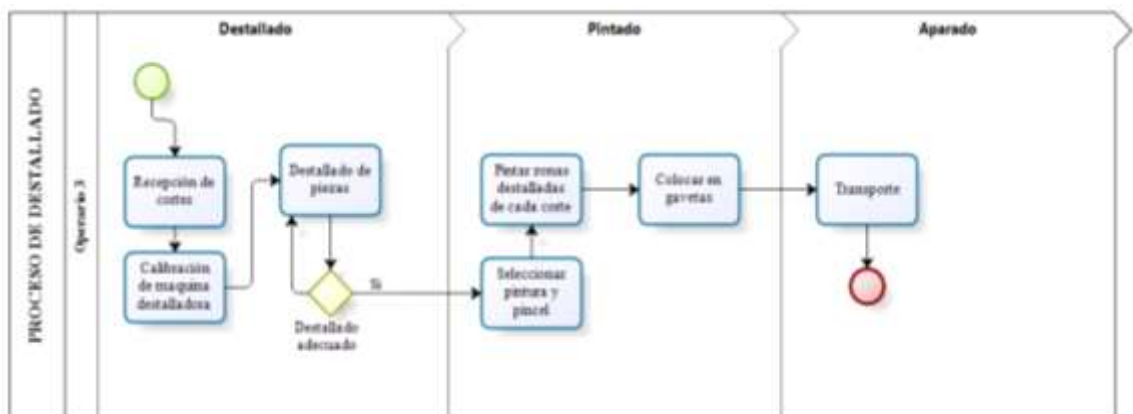 PROCESO DE DESTALLADO
Operario 3
Destallado
Pintado
Aparado
Recepción de
cortes
Calibración
de maquina
destalladora
Destallado de
piezas
Destallado
adecuado
Si
Pintar zonas
destalladas
de cada corte
Seleccionar
pintura y
pincel
Colocar en
gavetas
Transporte